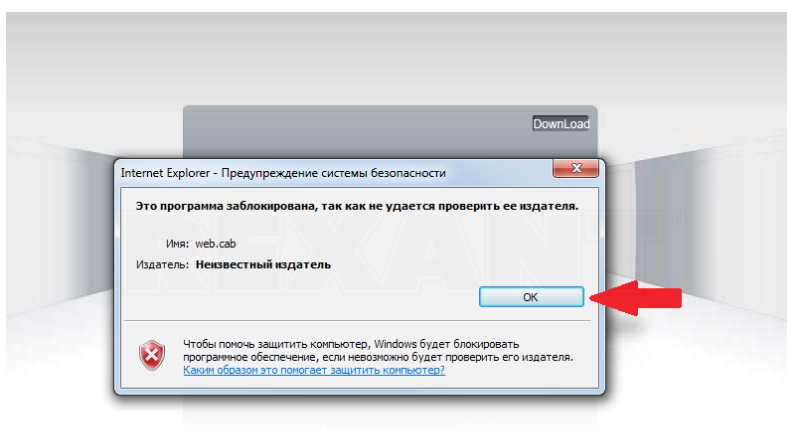 DownLoad
Internet Explorer - Предупреждение системы безопасности
Это программа заблокирована, так как не удается проверить ее издателя.
Имя: web.cab
Издатель: Неизвестный издатель
REXANT
OK
Чтобы помочь защитить компьютер, Windows будет блокировать
программное обеспечение, если невозможно будет проверить его издателя.
Каким образом это помогает защитить компьютер?